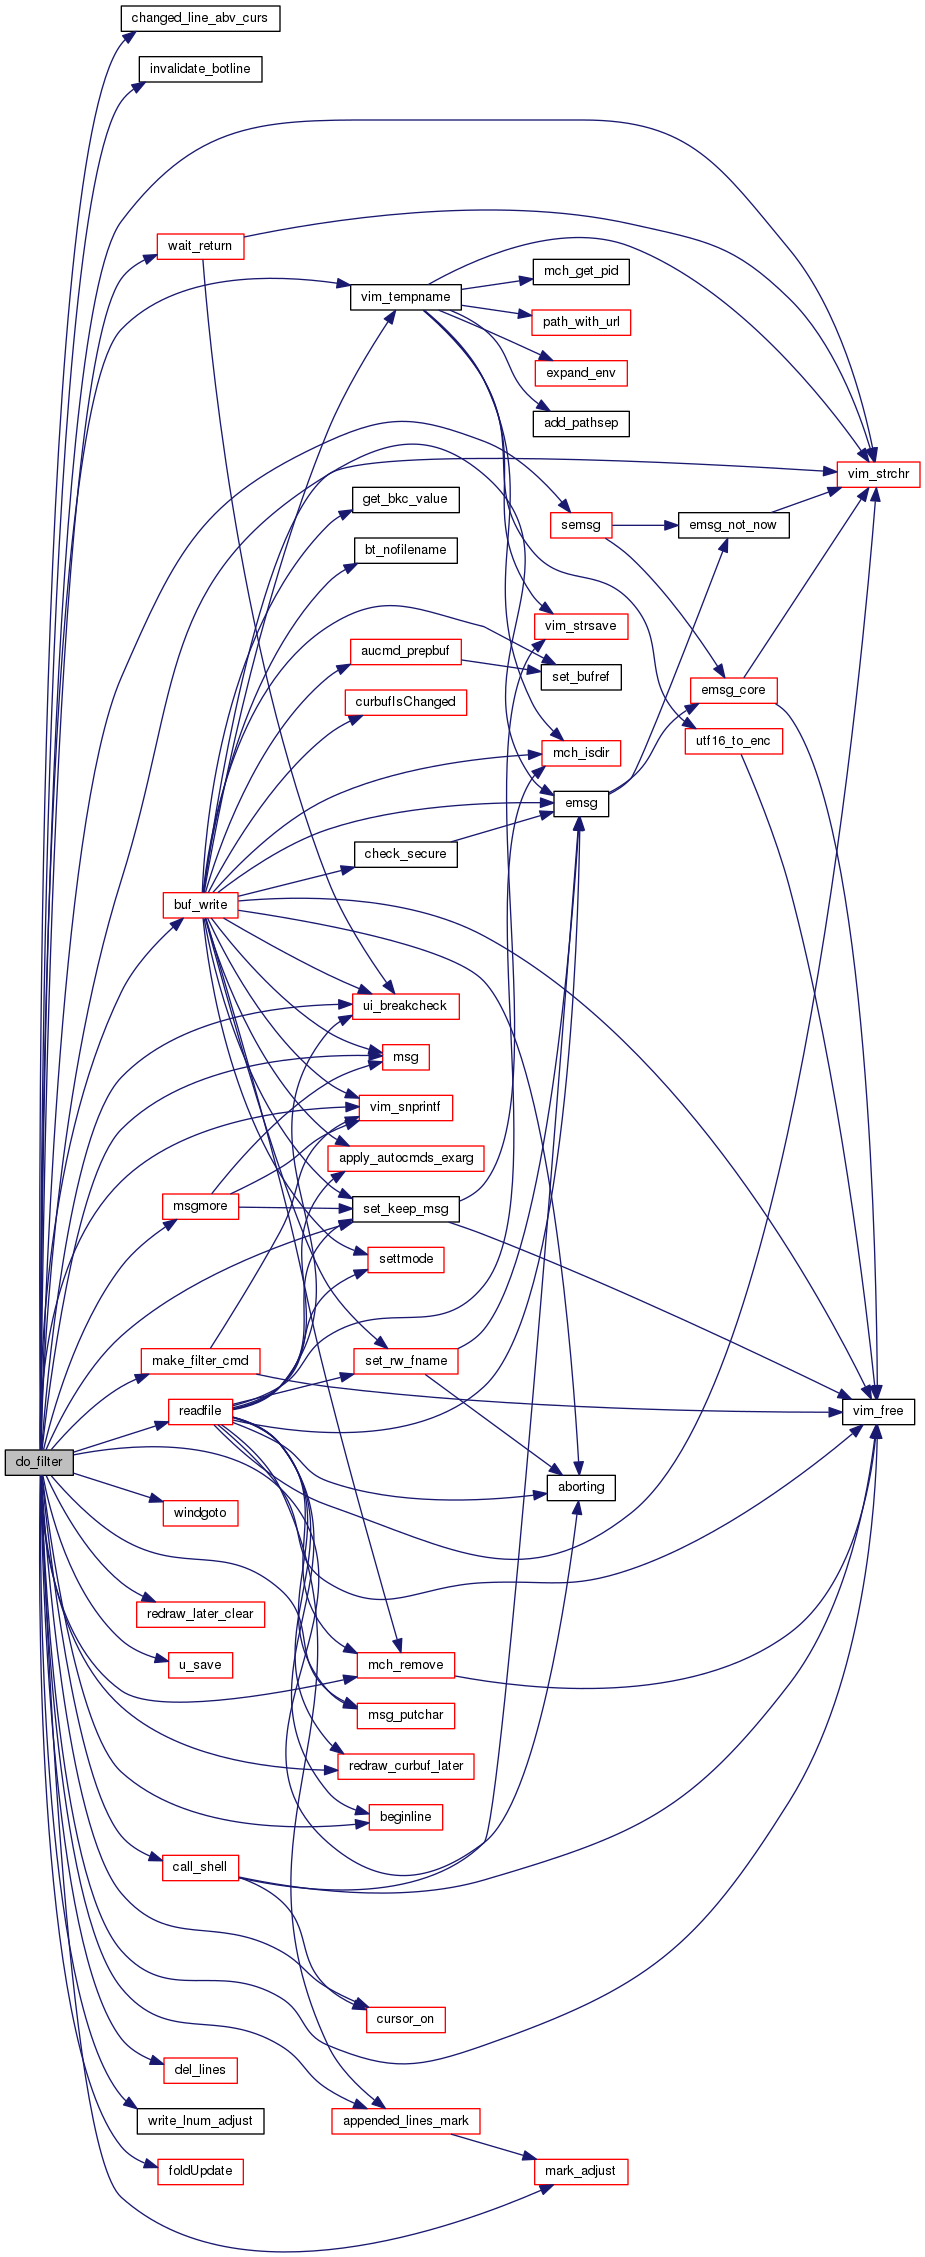 changed_line_abv_curs
invalidate_botline
wait_return
mch_get_pid
vim_tempname
path_with_url
expand_env
add_pathsep
vim_strchr
get_bkc_value
semsg
emsg_not_now
bt_nofilename
vim_strsave
aucmd_prepbuf
set_bufref
emsg_core
curbufIsChanged
utf16_to_enc
mch_isdir
emsg
check_secure
buf_write
ui_breakcheck
msg
vim_snprintf
apply_autocmds_exarg
msgmore
set_keep_msg
settmode
make_filter_cmd
set_rw_fname
readfile
vim_free
do_filter
aborting
windgoto
redraw_later_clear
u_save
mch_remove
msg_putchar
redraw_curbuf_later
beginline
call_shell
cursor_on
del_lines
write_lnum_adjust
appended_lines_mark
foldUpdate
mark_adjust